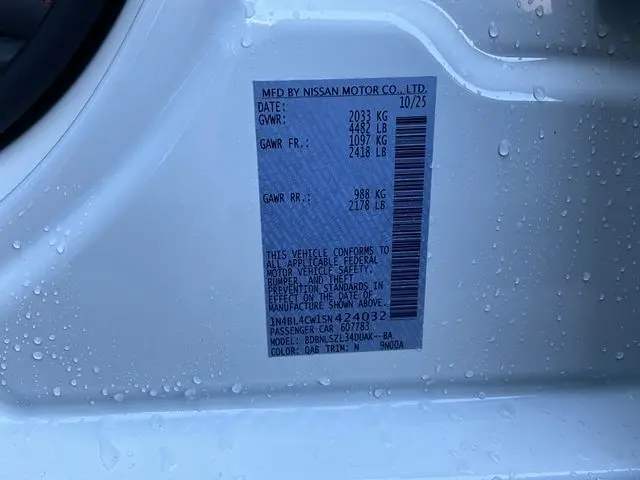 MFD BY NISSAN MOTOR CO., LTD.
DATE: 10/25
GVWR: 2033 KG
4482 LB
GAWR FR.: 1097 KG
2418 LB
GAWR RR.: 988 KG
2178 LB
THIS VEHICLE CONFORMS TO
ALL APPLICABLE FEDERAL
MOTOR VEHICLE SAFETY,
BUMPER, AND THEFT
PREVENTION STANDARDS IN
EFFECT ON THE DATE OF
MANUFACTURE SHOWN ABOVE.
1N4BL4CW1SN424032
PASSENGER CAR 607783
MODEL: BDBNLSZL34DUAK--BA
COLOR: QAB TRIM: N 9N00A